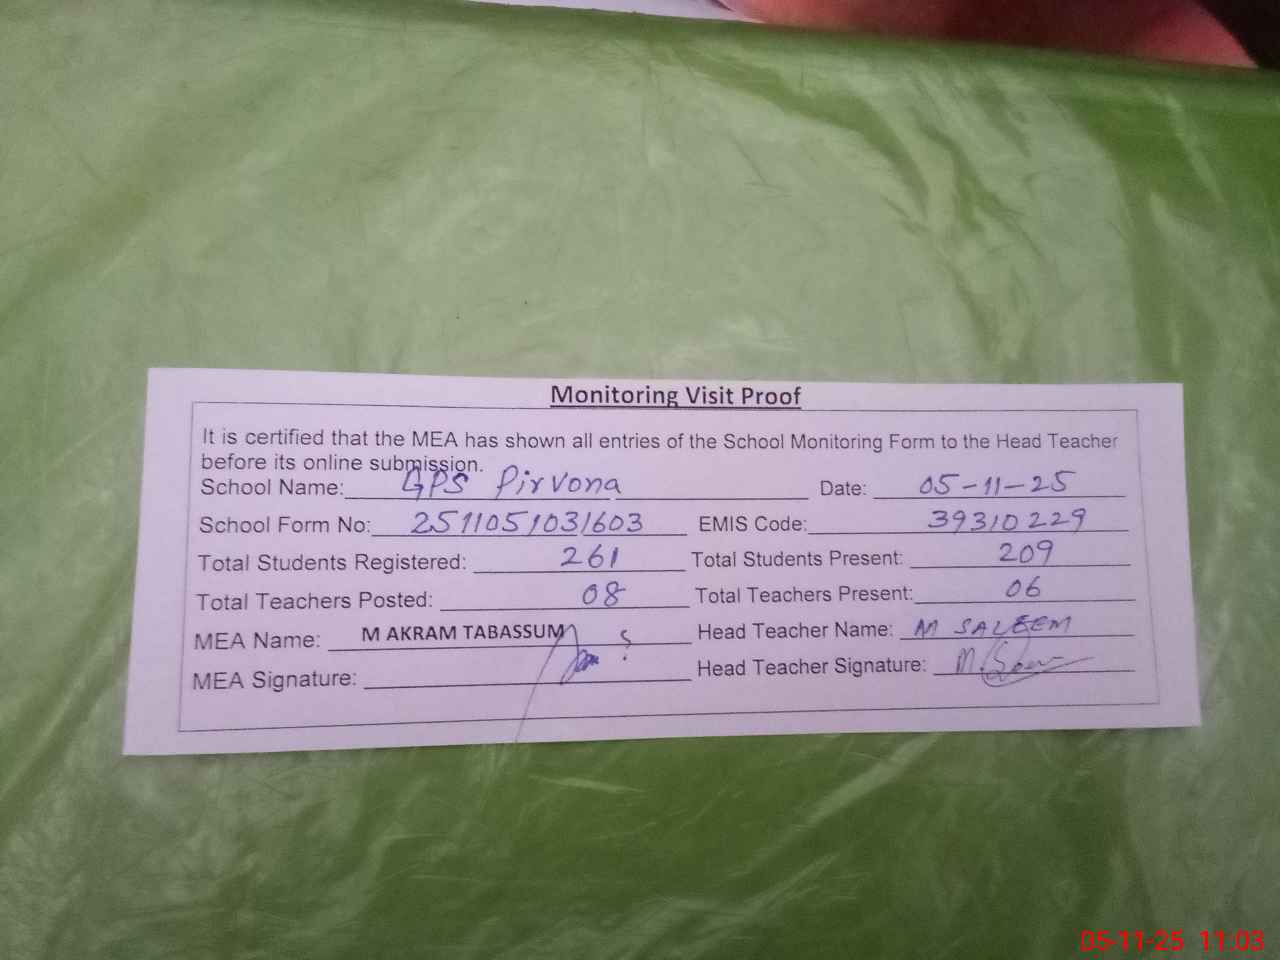 Monitoring Visit Proof
It is certified that the MEA has shown all entries of the School Monitoring Form to the Head Teacher
before its online submission.
School Name: GPS Pirvona Date: 05-11-25
School Form No: 2511051031603 EMIS Code: 39310229
Total Students Registered: 261 Total Students Present: 209
Total Teachers Posted: 08 Total Teachers Present: 06
MEA Name: M AKRAM TABASSUM Head Teacher Name: M SALEEM
MEA Signature: Head Teacher Signature:
05-11-25 11:03